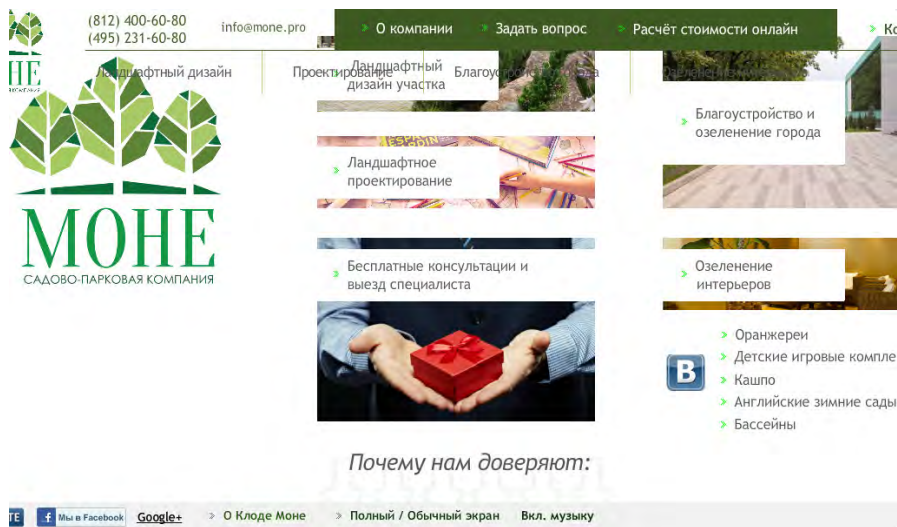 (812) 400-60-80
(495) 231-60-80
info@mone.pro
О компании
Задать вопрос
Расчёт стоимости онлайн
Ландшафтный дизайн
Проектирование
Ландшафтный
дизайн участка
Благоустройство и
озеленение города
Ландшафтное
проектирование
МОНЕ
САДОВО-ПАРКОВАЯ КОМПАНИЯ
Бесплатные консультации и
выезд специалиста
Озеленение
интерьеров
Оранжереи
Детские игровые компле
Кашпо
Английские зимние сады
Бассейны
В
Почему нам доверяют:
f Мы в Facebook
Google+
О Клоде Моне
Полный / Обычный экран
Вкл. музыку